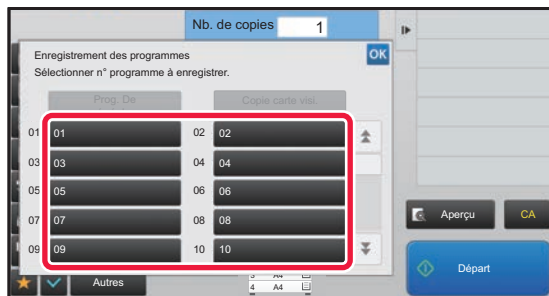 Nb. de copies 1
Enregistrement des programmes
OK
Sélectionner n° programme à enregistrer.
Prog. De
Copie carte visi.
01 01 02 02
03 03 04 04
05 05 06 06
07 07 08 08
09 09 10 10
Aperçu
CA
Départ
Autres
3 A4
4 A4